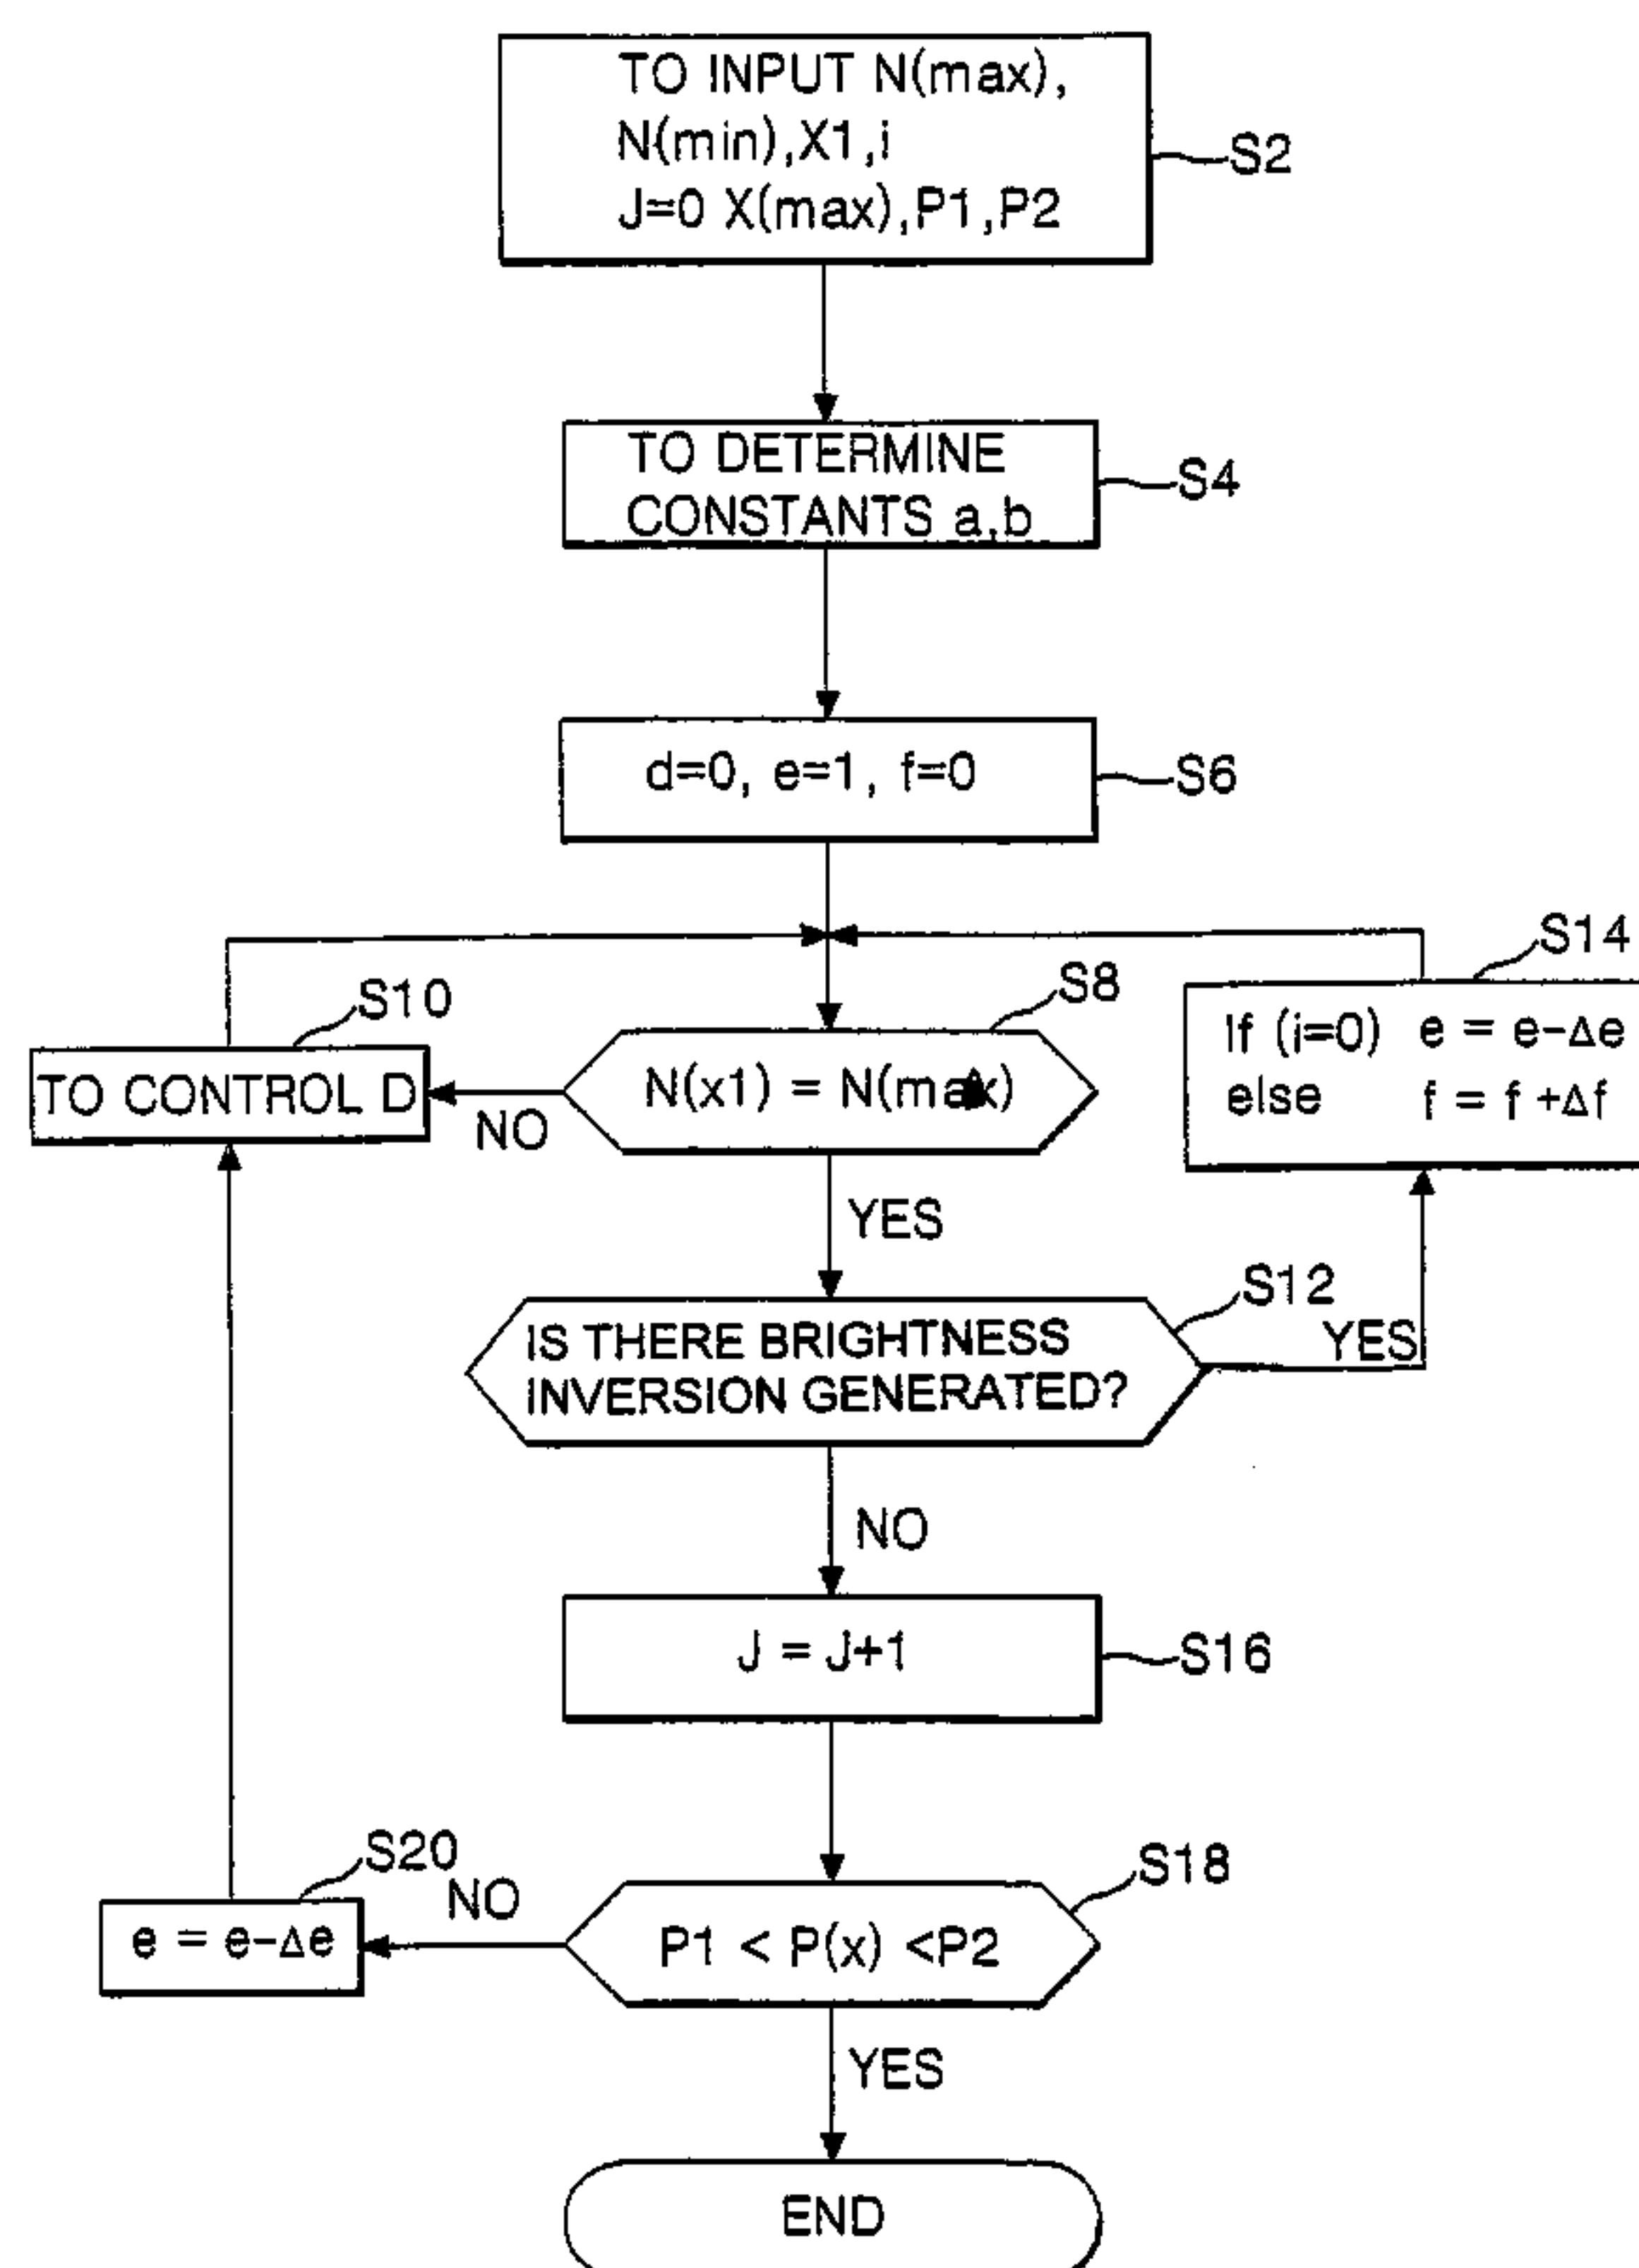 TO INPUT N(max),
N(min),X1,i
J=0 X(max),P1,P2
S2
TO DETERMINE
CONSTANTS a,b
S4
d=0, e=1, f=0
S6
S14
If (i=0) e = e-Δe
else f = f +Δf
S8
N(x1) = N(max)
S10
TO CONTROL D
NO
YES
S12
IS THERE BRIGHTNESS
INVERSION GENERATED?
YES
NO
J = J+1
S16
S18
P1 < P(x) <P2
S20
NO
e = e-Δe
YES
END